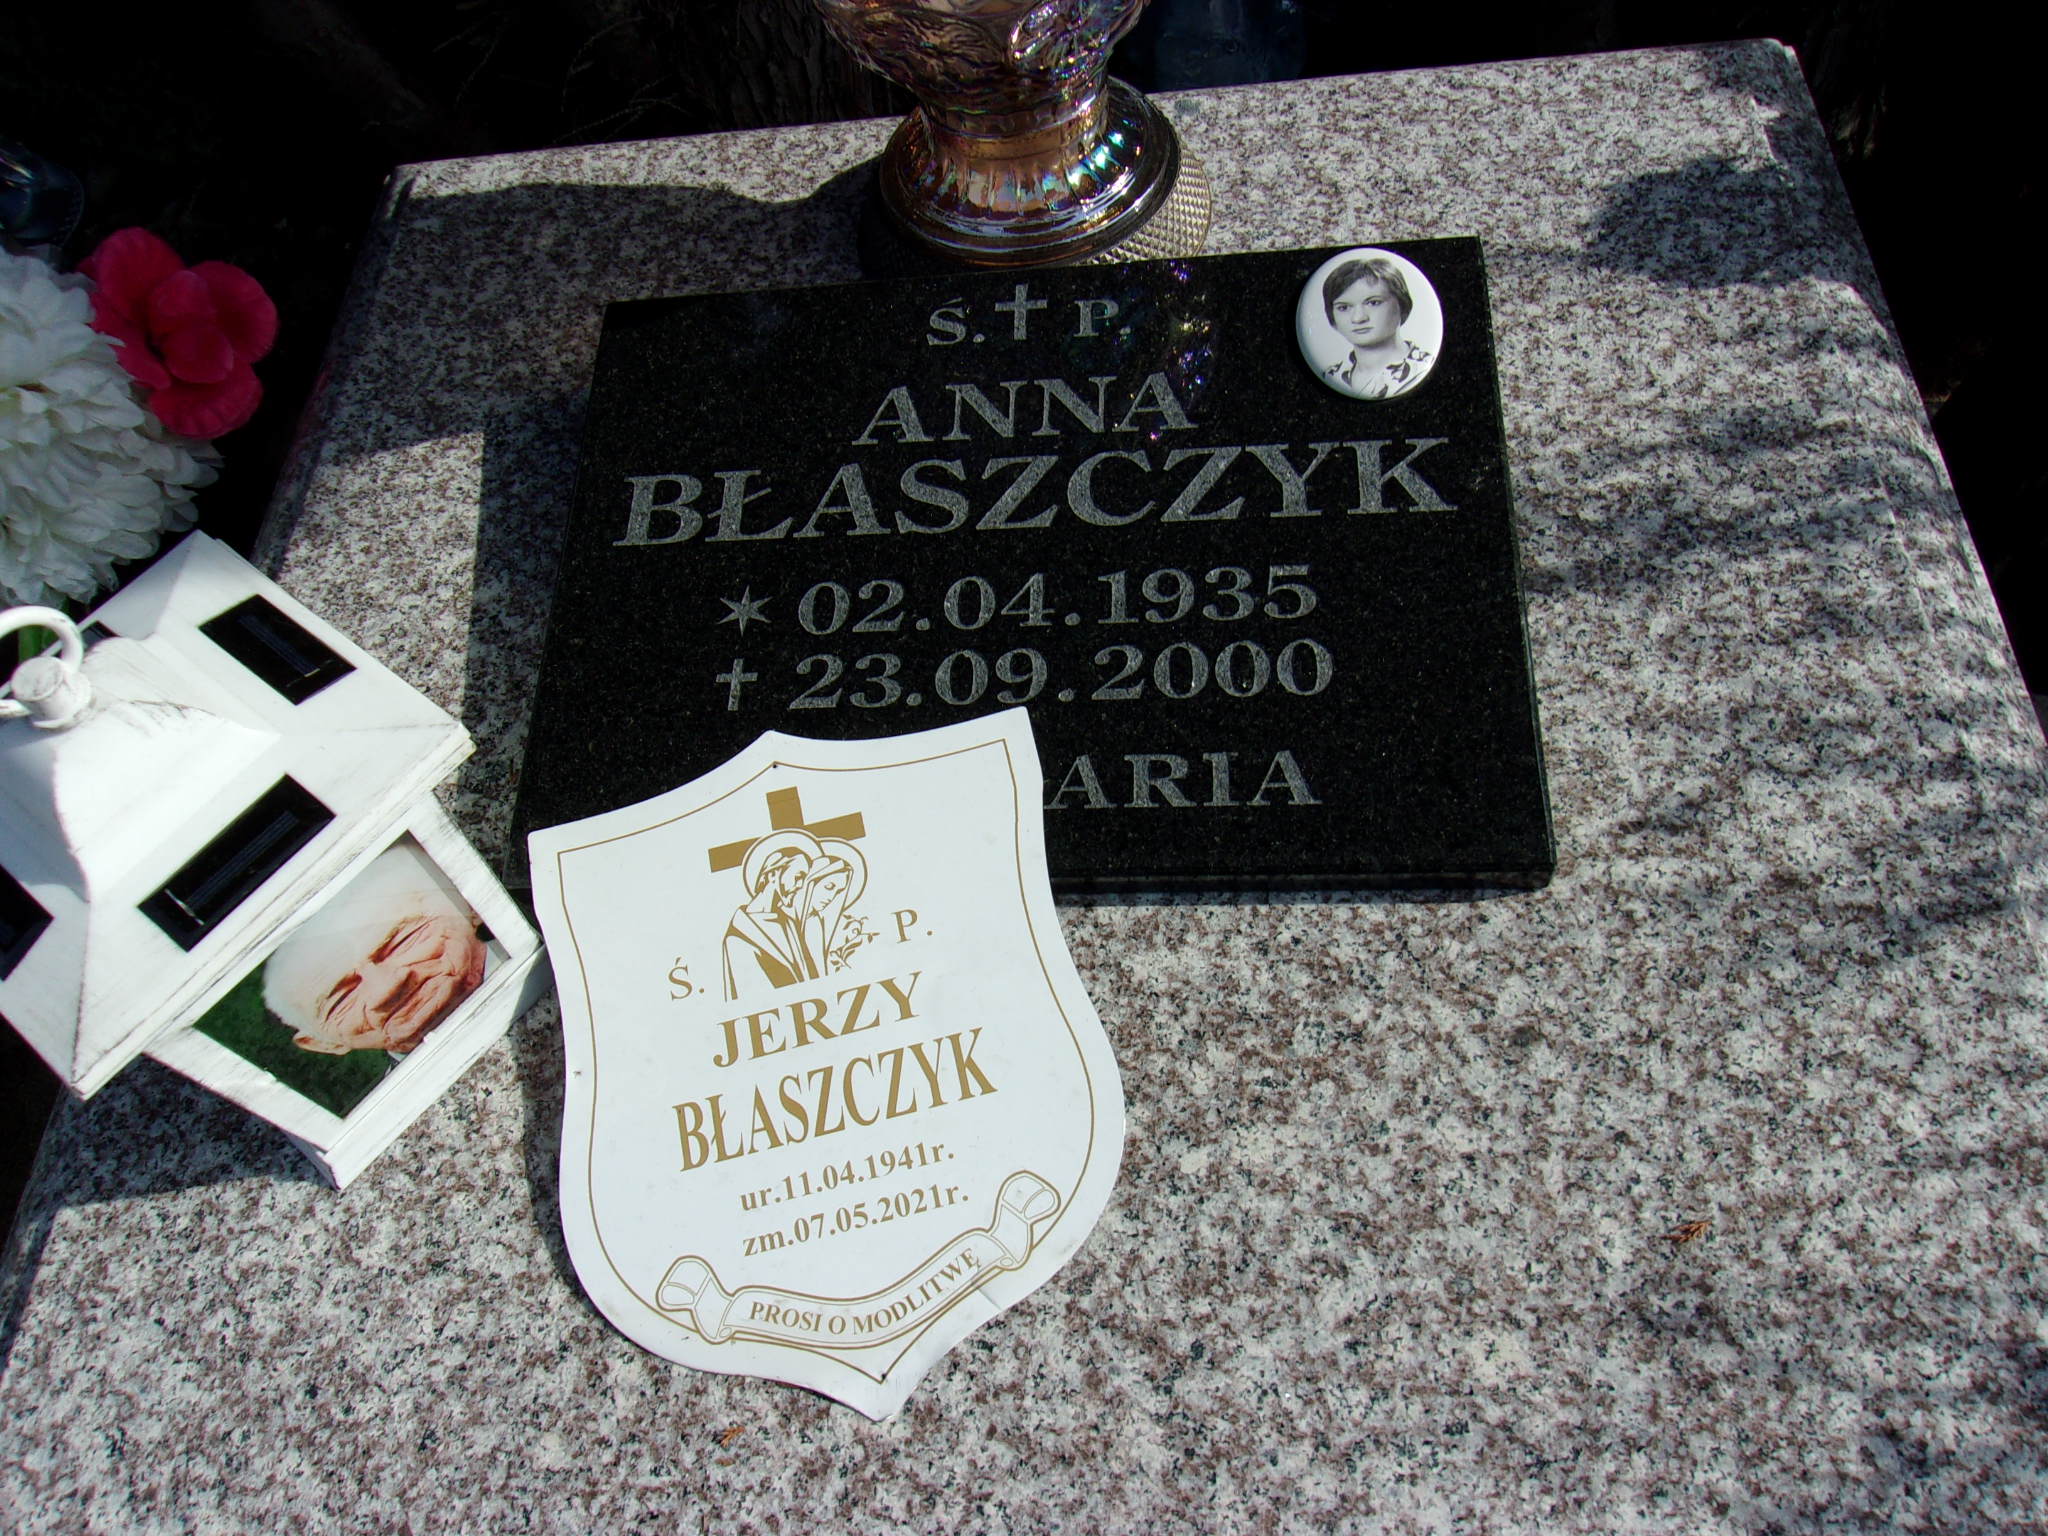 Ś. P.
ANNA
BŁASZCZYK
* 02.04.1935
† 23.09.2000
ARIA
Ś. P.
JERZY
BŁASZCZYK
ur.11.04.1941r.
zm.07.05.2021r.
PROSI O MODLITWĘ